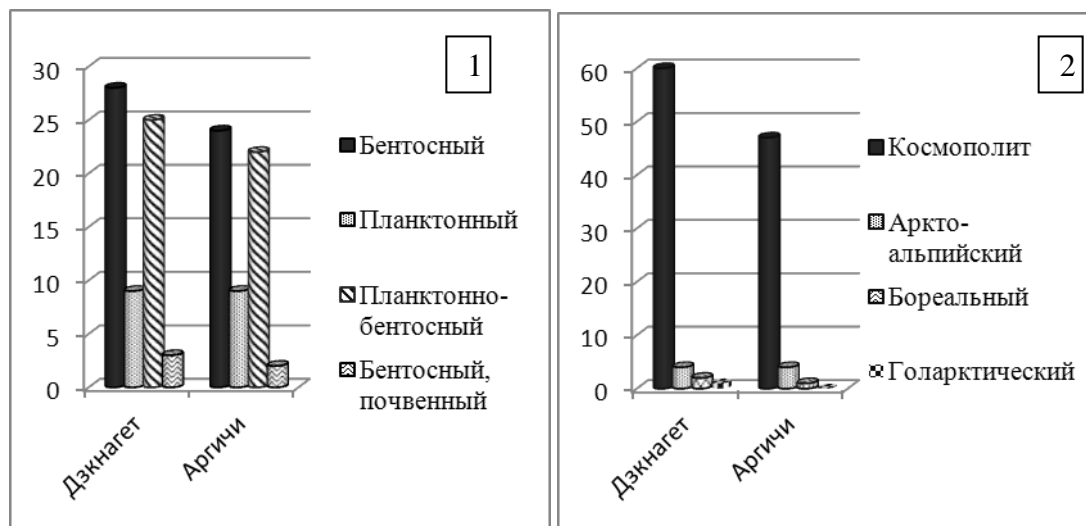 1
30
25
20
15
10
5
0
Дзкнагет
Аргичи
Бентосный
Планктонный
Планктонно-
бентосный
Бентосный,
почвенный
2
60
50
40
30
20
10
0
Дзкнагет
Аргичи
Космополит
Аркто-
альпийский
Бореальный
Голарктический